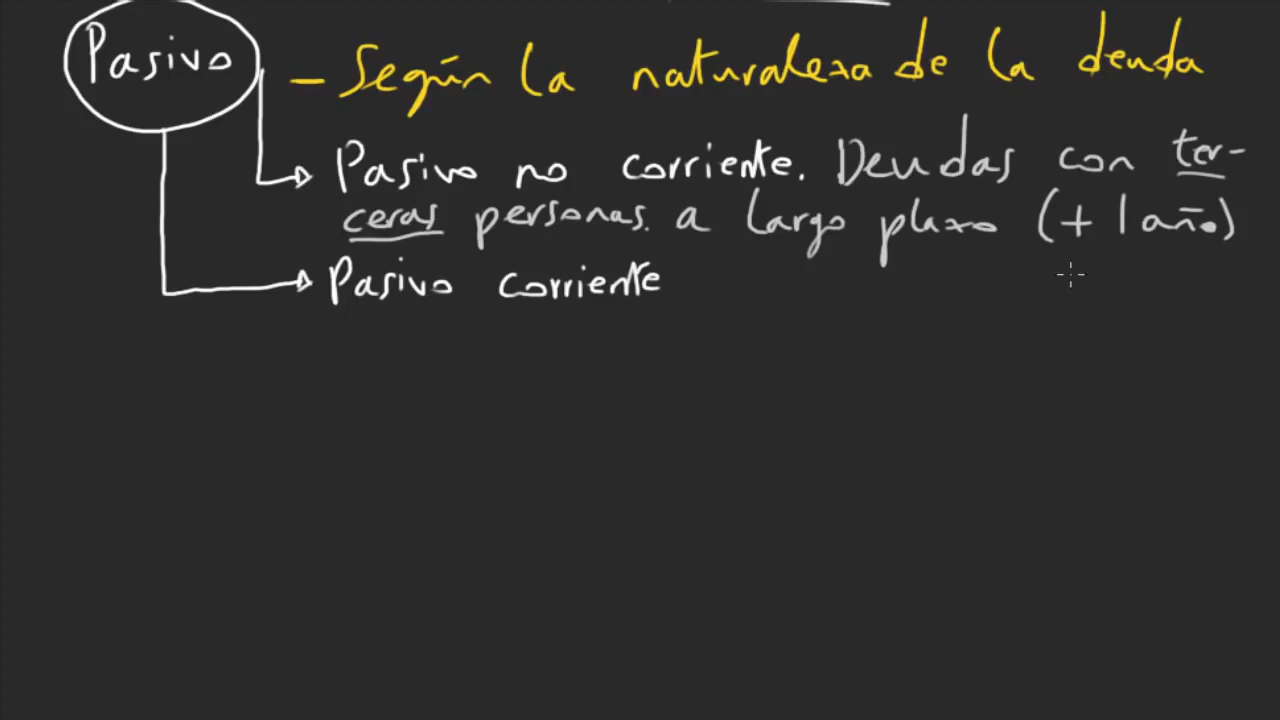 Pasivo
- Según la naturaleza de la deuda
Pasivo no corriente. Deudas con ter-
ceras personas. a largo plazo (+ 1 año)
Pasivo corriente